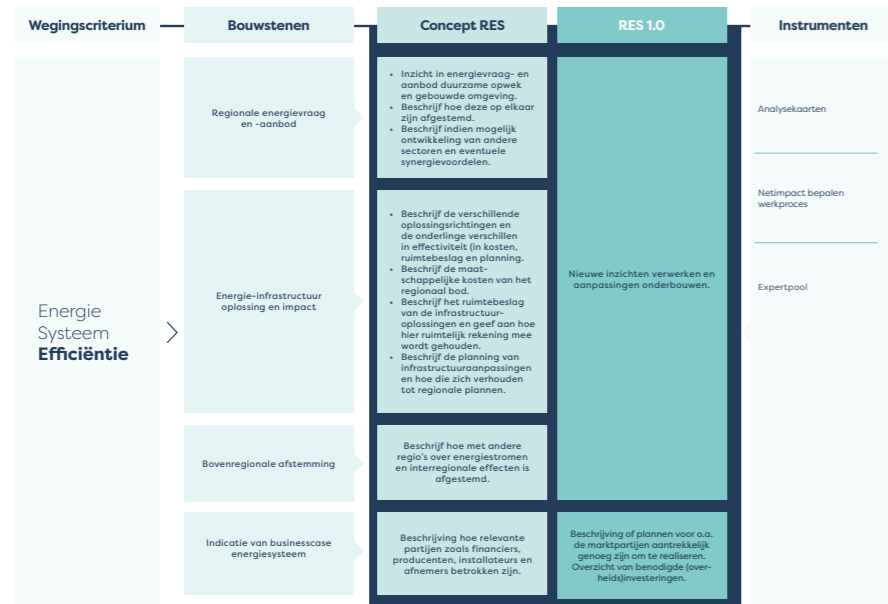 Wegingscriterium
Bouwstenen
Concept RES
RES 1.0
Instrumenten
Energie
Systeem
Efficiëntie
Regionale energievraag
en -aanbod
• Inzicht in energievraag- en
aanbod duurzame opwek
en gebouwde omgeving.
• Beschrijf hoe deze op elkaar
zijn afgestemd.
• Beschrijf indien mogelijk
ontwikkeling van andere
sectoren en eventuele
synergievoordelen.
Energie-infrastructuur
oplossing en impact
• Beschrijf de verschillende
oplossingsrichtingen en
de onderlinge verschillen
in effectiviteit (in kosten,
ruimtebeslag en planning.
• Beschrijf de maat-
schappelijke kosten van het
regionaal bod.
• Beschrijf het ruimtebeslag
van de infrastructuur-
oplossingen en geef aan hoe
hier ruimtelijk rekening mee
wordt gehouden.
• Beschrijf de planning van
infrastructuuraanpassingen
en hoe die zich verhouden
tot regionale plannen.
Bovenregionale afstemming
Beschrijf hoe met andere
regio's over energiestromen
en interregionale effecten is
afgestemd.
Nieuwe inzichten verwerken en
aanpassingen onderbouwen.
Indicatie van businesscase
energiesysteem
Beschrijving hoe relevante
partijen zoals financiers,
producenten, installateurs en
afnemers betrokken zijn.
Beschrijving of plannen voor o.a.
de marktpartijen aantrekkelijk
genoeg zijn om te realiseren.
Overzicht van benodigde (over-
heids)investeringen.
Analysekaarten
Netimpact bepalen
werkproces
Expertpool